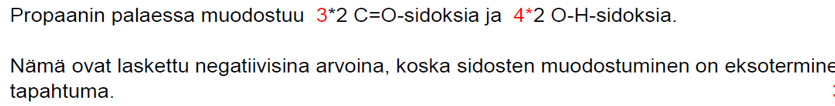 Propaanin palaessa muodostuu 3*2 C=O-sidoksia ja 4*2 O-H-sidoksia.
Nämä ovat laskettu negatiivisina arvoina, koska sidosten muodostuminen on
tapahtuma.